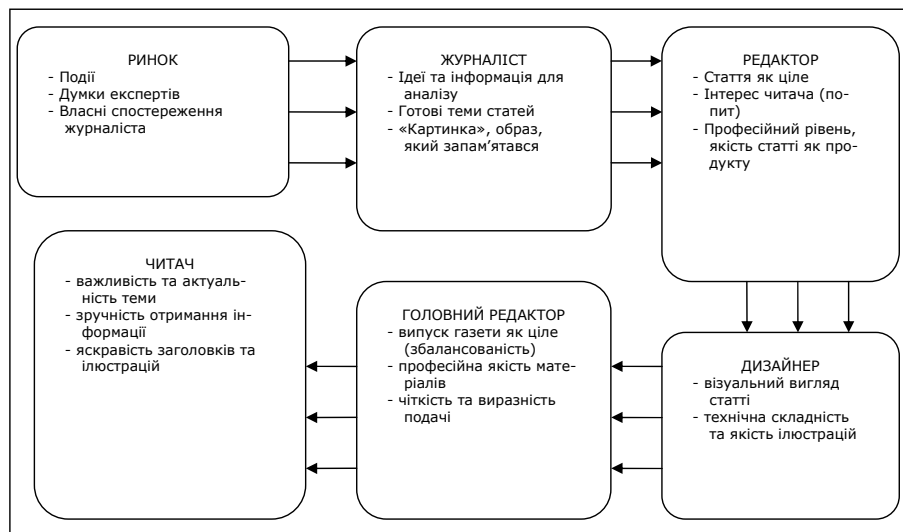 РИНОК
- Події
- Думки експертів
- Власні спостереження
журналіста
ЖУРНАЛІСТ
- Ідеї та інформація для
аналізу
- Готові теми статей
- «Картинка», образ,
який запам’ятався
РЕДАКТОР
- Стаття як ціле
- Інтерес читача (по-
пит)
- Професійний рівень,
якість статті як про-
дукту
ЧИТАЧ
- важливість та актуаль-
ність теми
- зручність отримання ін-
формації
- яскравість заголовків та
ілюстрацій
ГОЛОВНИЙ РЕДАКТОР
- випуск газети як ціле
(збалансованість)
- професійна якість мате-
ріалів
- чіткість та виразність
подачі
ДИЗАЙНЕР
- візуальний вигляд
статті
- технічна складність
та якість ілюстрацій